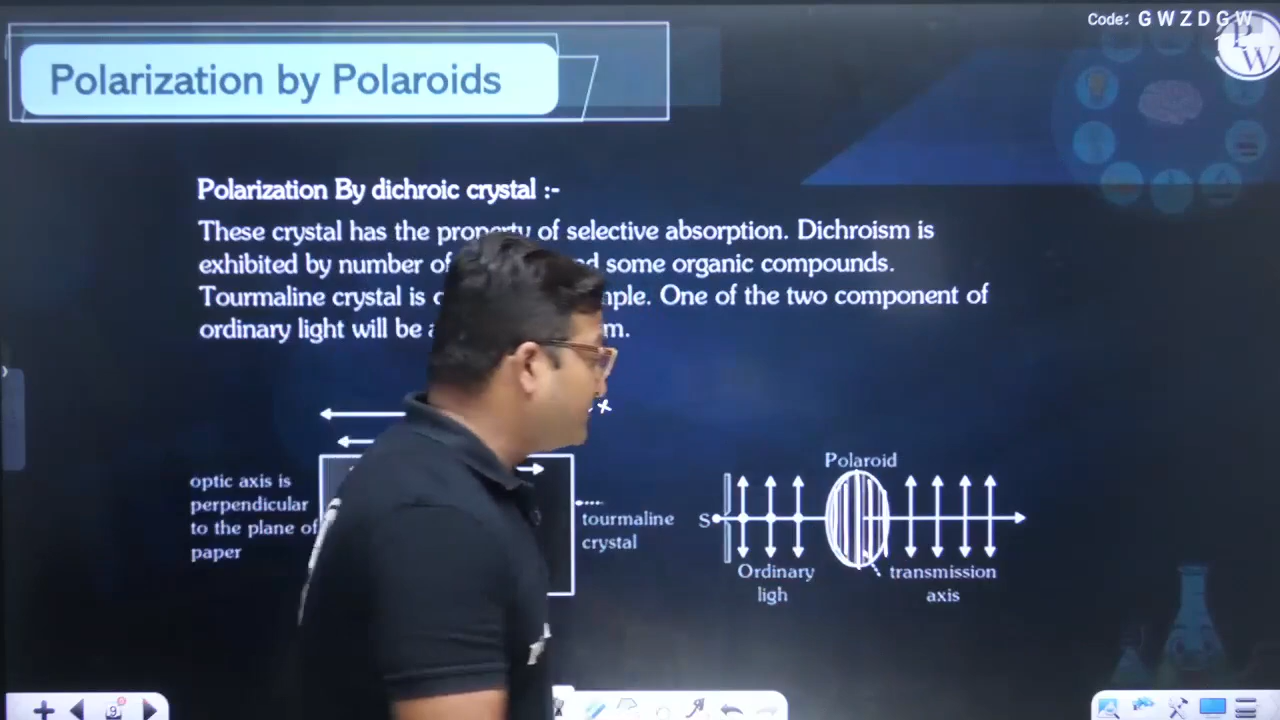 Code: G W Z D G W
PW
Polarization by Polaroids
Polarization By dichroic crystal :-
These crystal has the property of selective absorption. Dichroism is
exhibited by number of some organic compounds.
Tourmaline crystal is One of the two component of
ordinary light will be
optic axis is
perpendicular
to the plane of
paper
tourmaline
crystal
Polaroid
S
Ordinary
ligh
transmission
axis
9